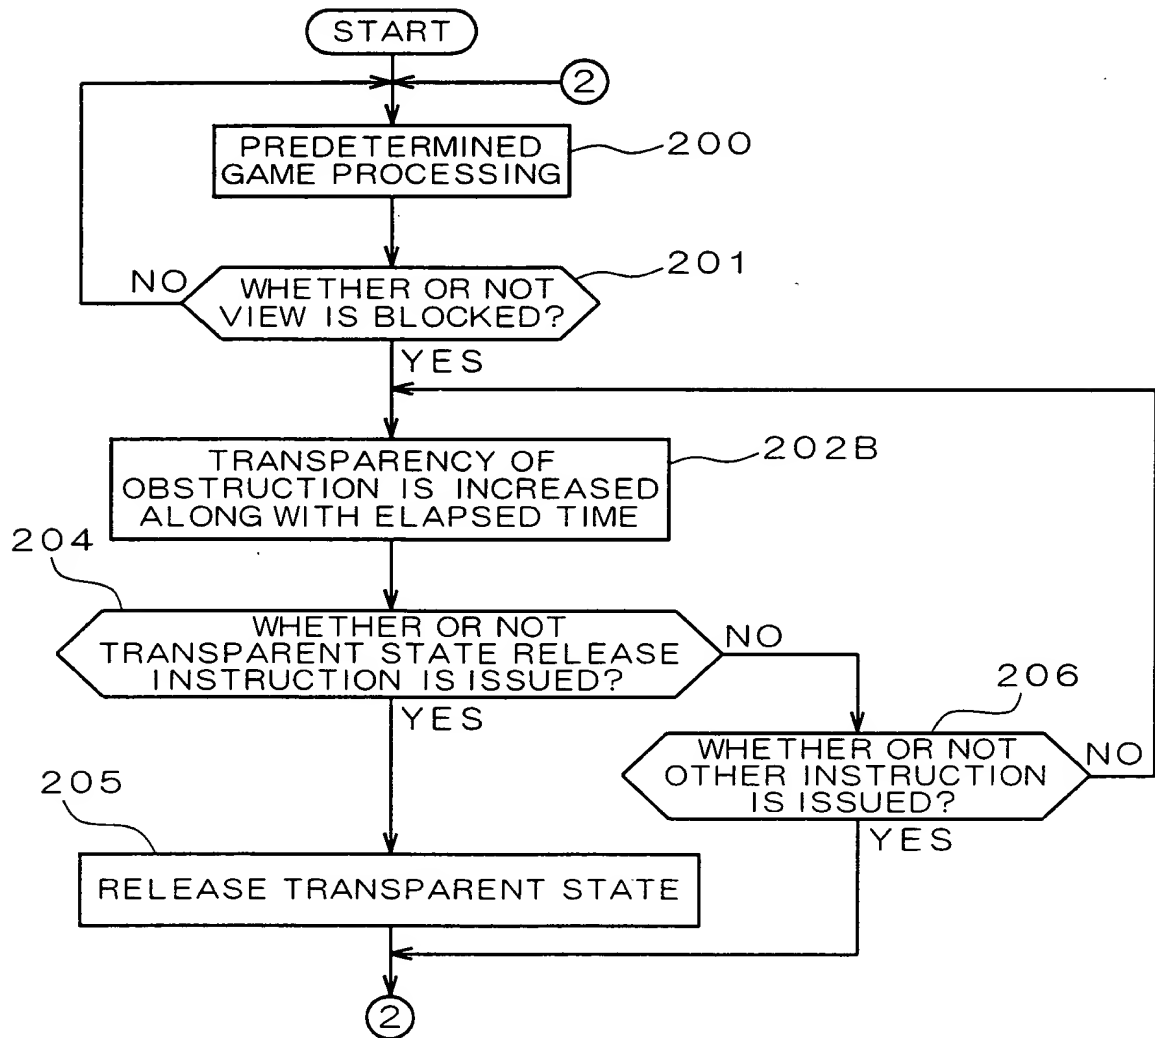 START
2
PREDETERMINED
GAME PROCESSING
200
NO
WHETHER OR NOT
VIEW IS BLOCKED?
201
YES
TRANSPARENCY OF
OBSTRUCTION IS INCREASED
ALONG WITH ELAPSED TIME
202B
204
WHETHER OR NOT
TRANSPARENT STATE RELEASE
INSTRUCTION IS ISSUED?
NO
YES
206
WHETHER OR NOT
OTHER INSTRUCTION
IS ISSUED?
NO
YES
205
RELEASE TRANSPARENT STATE
2